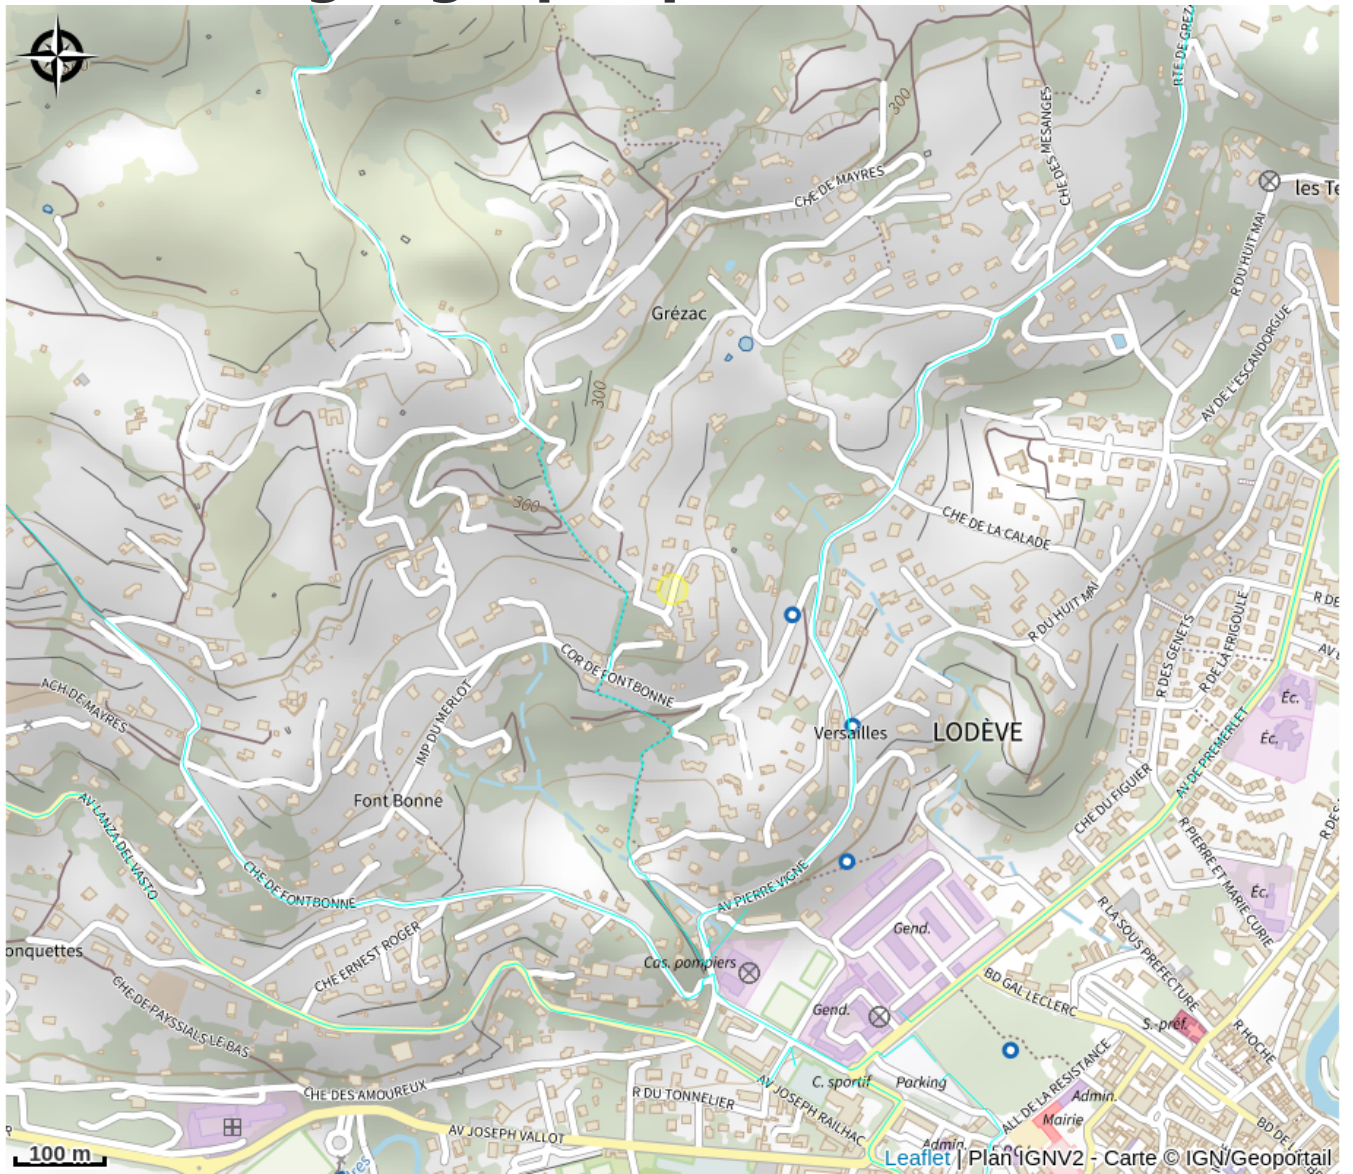 RTE DE GREZ
300
CHE DES MESANGES
CHE DE MAYRES
les Te
R DU HUIT MAI
Grézac
AV DE L'ESCANDORGUE
300
300
CHE DE LA CALADE
R DU HUIT MAI
R DE
R DES GENETS
R DE LA FRIGOULE
COR DE FONTBONNE
ACH DE MAYRES
IMP DU MERLOT
Versailles
LODÈVE
Éc.
Éc.
AV DE PREMERLET
Font Bonne
CHE DU FIGUIER
AV LANZA DEL VASTO
R PIERRE ET MARIE CURIE
CHE DE FONTBONNE
AV PIERRE VIGNE
Éc.
R LA SOUS PREFECTURE
Gend.
CHE ERNEST ROGER
onquettes
Cas. pompiers
BD GAL LECLERC
CHE DE PAYSSIALS LE BAS
Gend.
S.-préf.
R HOCHE
C. sportif
Parking
ALL DE LA RESISTANCE
CHE DES AMOUREUX
R DU TONNELIER
AV JOSEPH RAILHAC
Admin.
Mairie
AV JOSEPH VALLOT
Admin.
100 m
Leaflet | Plan IGNV2 - Carte © IGN/Geoportail